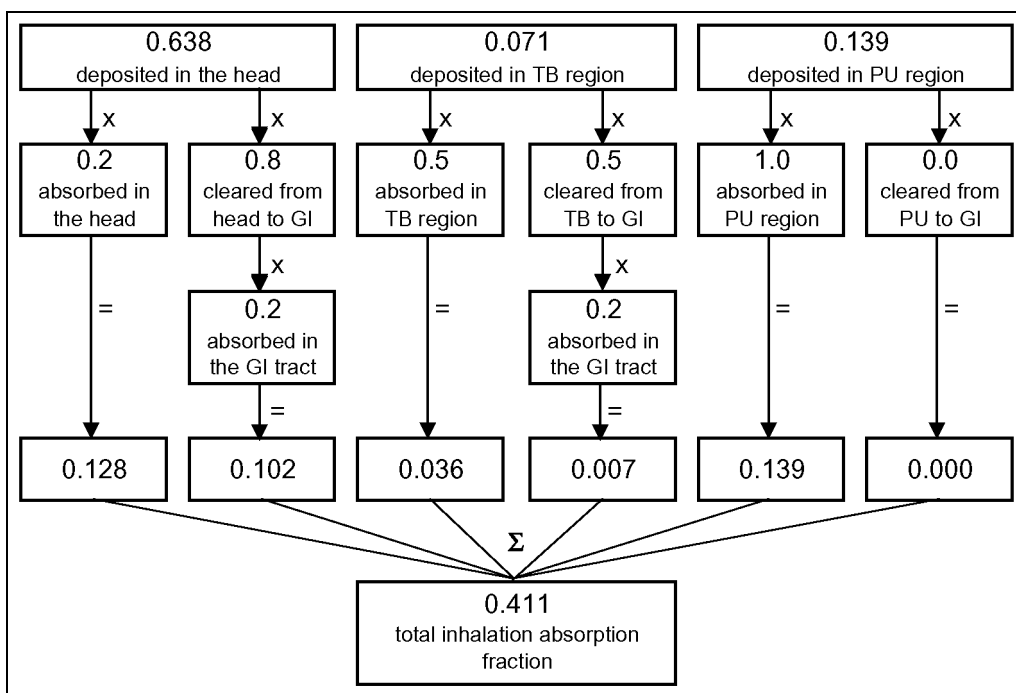 0.638
deposited in the head
0.071
deposited in TB region
0.139
deposited in PU region
x
x
x
x
x
x
0.2
absorbed in
the head
0.8
cleared from
head to GI
0.5
absorbed in
TB region
0.5
cleared from
TB to GI
1.0
absorbed in
PU region
0.0
cleared from
PU to GI
=
x
=
x
=
=
0.2
absorbed in
the GI tract
0.2
absorbed in
the GI tract
=
=
0.128
0.102
0.036
0.007
0.139
0.000
Σ
0.411
total inhalation absorption
fraction